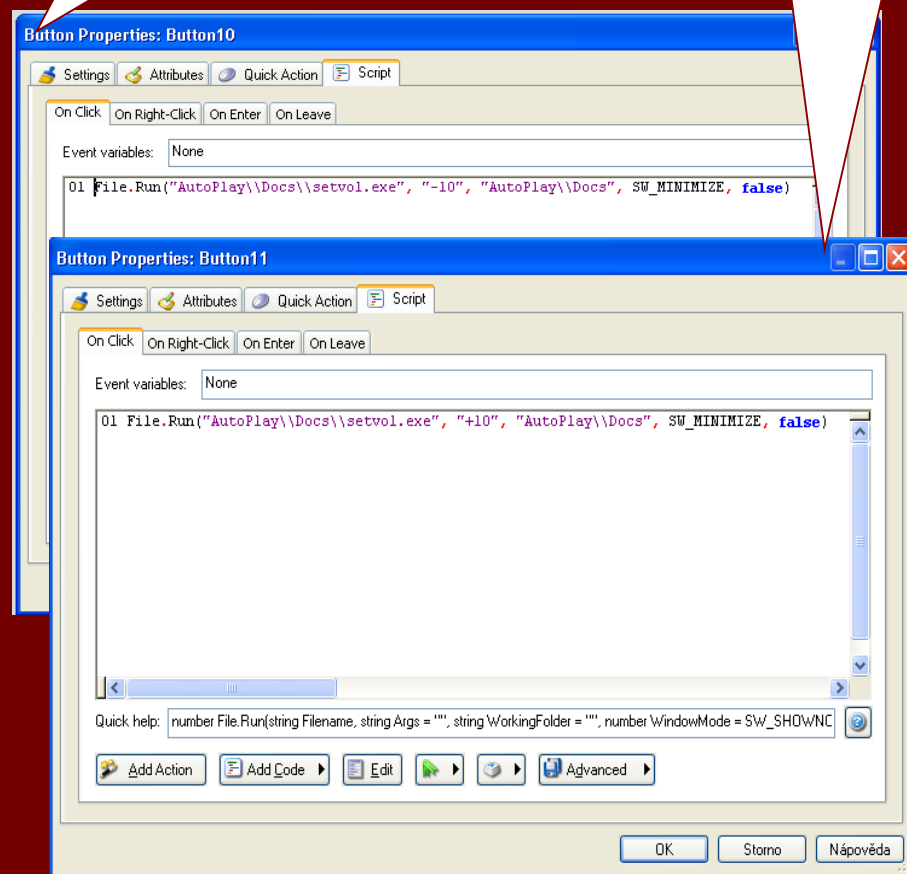 Button Properties: Button10
Settings Attributes Quick Action Script
On Click On Right-Click On Enter On Leave
Event variables: None
01 File.Run("AutoPlay\\Docs\\setvol.exe", "-10", "AutoPlay\\Docs", SW_MINIMIZE, false)
Button Properties: Button11
Settings Attributes Quick Action Script
On Click On Right-Click On Enter On Leave
Event variables: None
01 File.Run("AutoPlay\\Docs\\setvol.exe", "+10", "AutoPlay\\Docs", SW_MINIMIZE, false)
Quick help: number File.Run(string Filename, string Args = "", string WorkingFolder = "", number WindowMode = SW_SHOWNO
Add Action Add Code Edit Advanced
OK Storno Nápověda